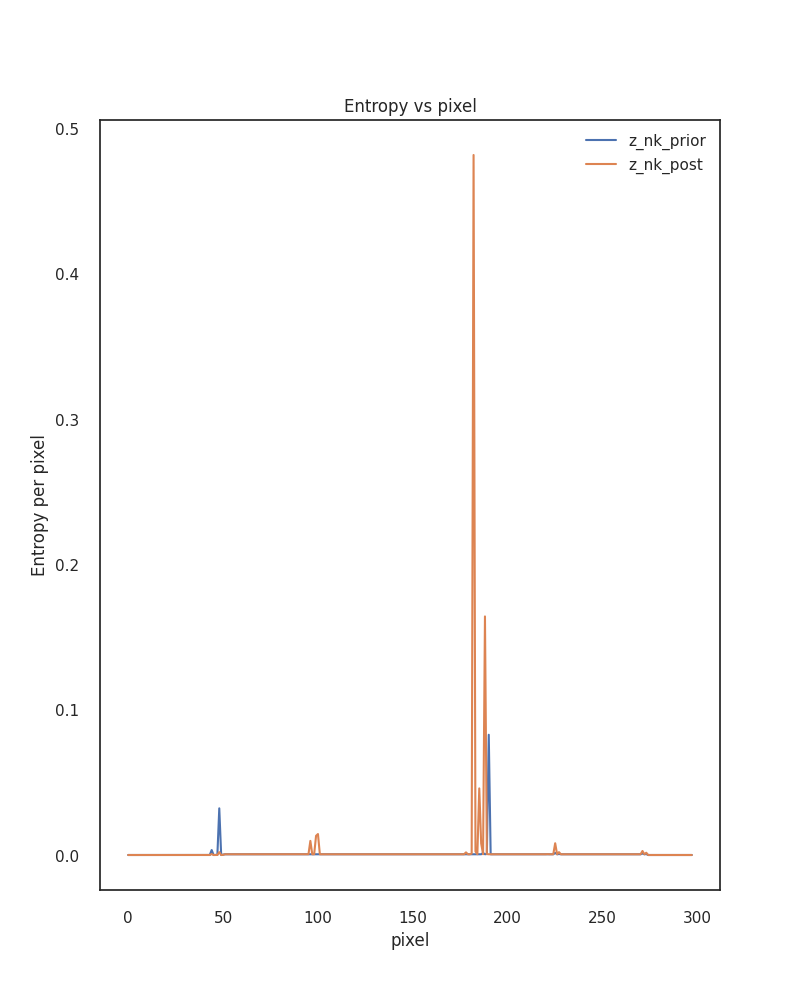 Entropy vs pixel
z_nk_prior
z_nk_post
Entropy per pixel
0.5
0.4
0.3
0.2
0.1
0.0
0 50 100 150 200 250 300
pixel